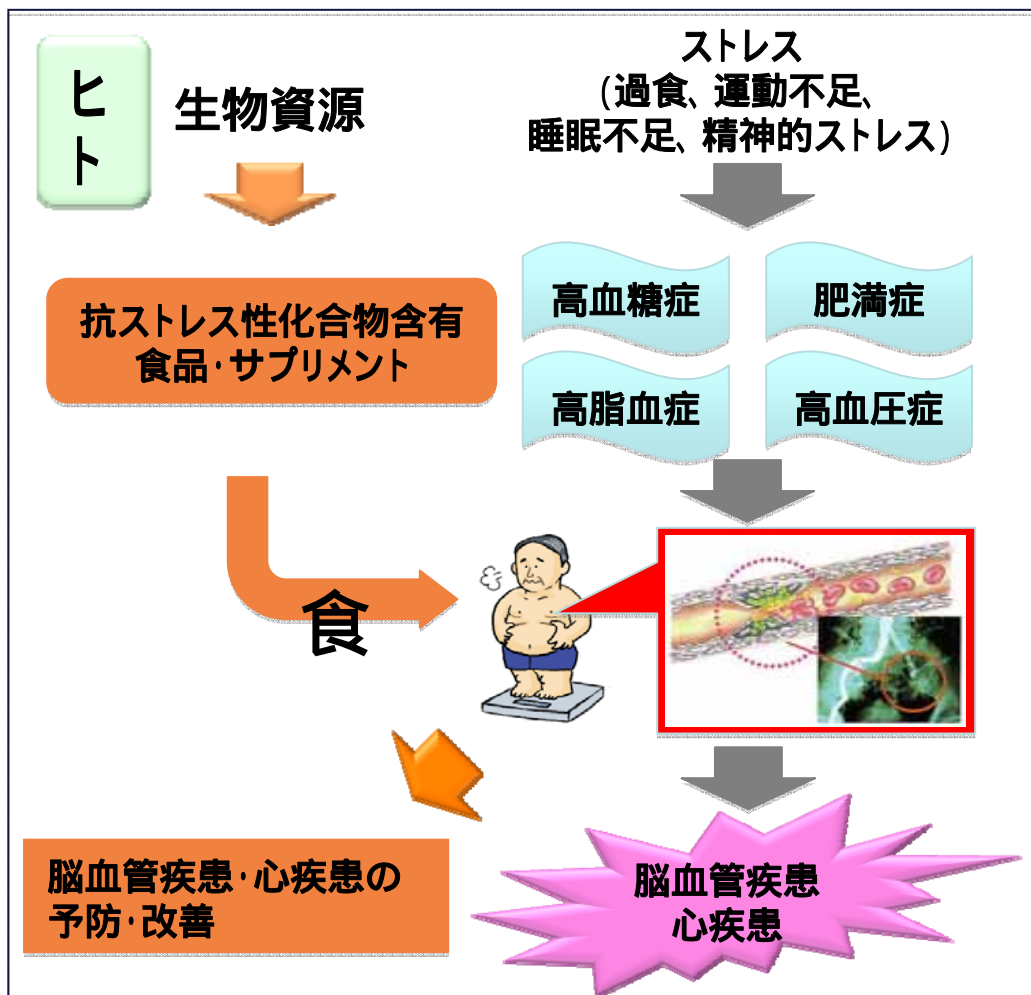 ヒト
生物資源
ストレス
(過食、運動不足、
睡眠不足、精神的ストレス)
抗ストレス性化合物含有
食品・サプリメント
高血糖症
肥満症
高脂血症
高血圧症
食
脳血管疾患・心疾患の
予防・改善
脳血管疾患
心疾患